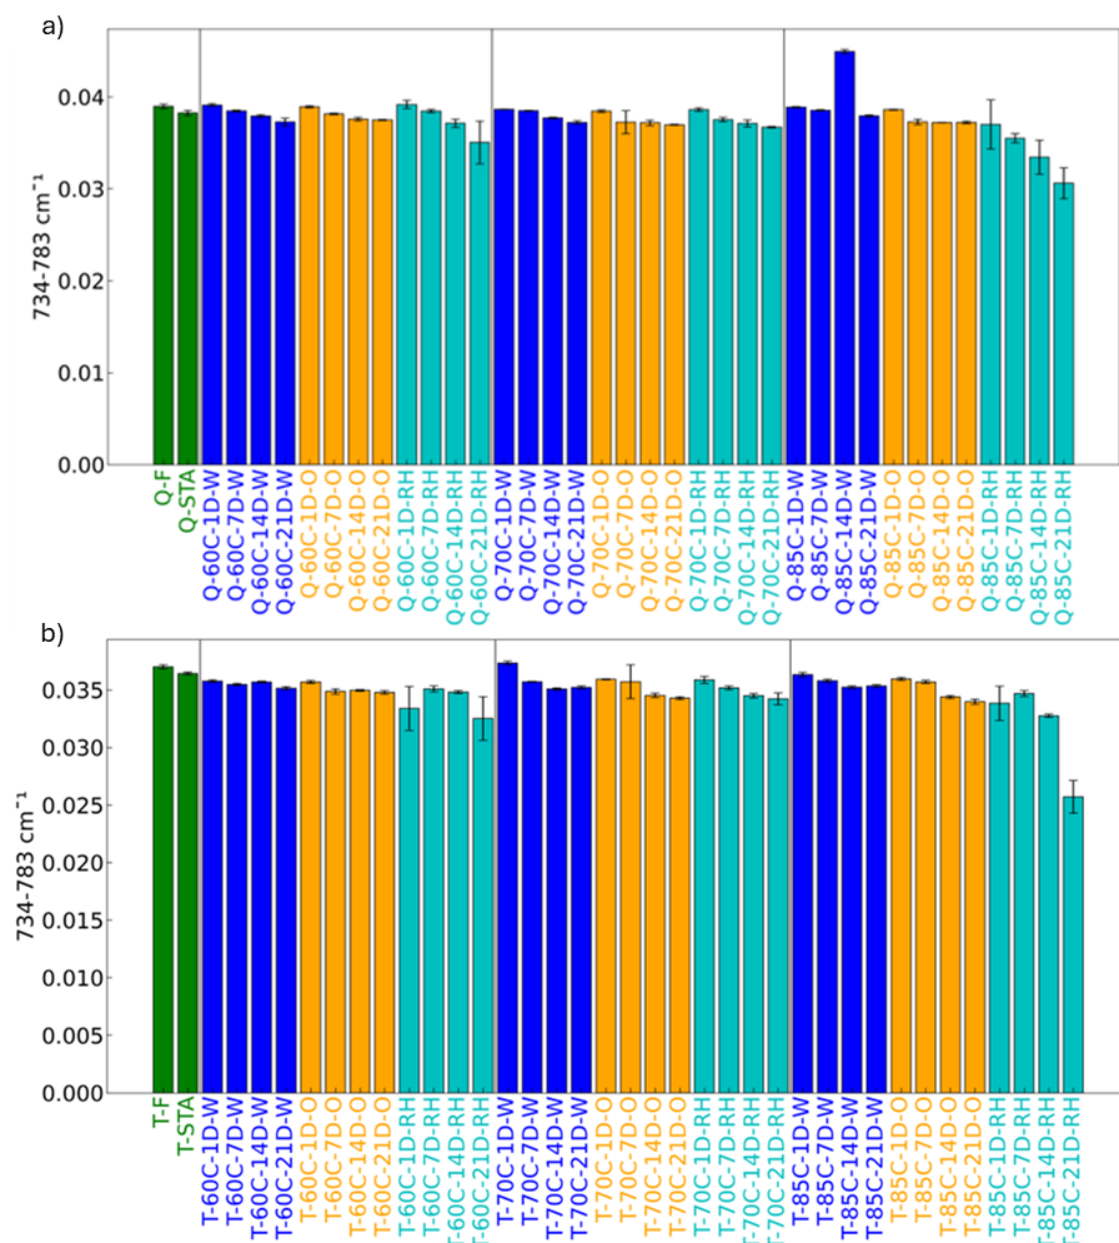 a)
734-783 cm⁻¹
0.04
0.03
0.02
0.01
0.00
Q-F
Q-STA
Q-60C-1D-W
Q-60C-7D-W
Q-60C-14D-W
Q-60C-21D-W
Q-60C-1D-O
Q-60C-7D-O
Q-60C-14D-O
Q-60C-21D-O
Q-60C-1D-RH
Q-60C-7D-RH
Q-60C-14D-RH
Q-60C-21D-RH
Q-70C-1D-W
Q-70C-7D-W
Q-70C-14D-W
Q-70C-21D-W
Q-70C-1D-O
Q-70C-7D-O
Q-70C-14D-O
Q-70C-21D-O
Q-70C-1D-RH
Q-70C-7D-RH
Q-70C-14D-RH
Q-70C-21D-RH
Q-85C-1D-W
Q-85C-7D-W
Q-85C-14D-W
Q-85C-21D-W
Q-85C-1D-O
Q-85C-7D-O
Q-85C-14D-O
Q-85C-21D-O
Q-85C-1D-RH
Q-85C-7D-RH
Q-85C-14D-RH
Q-85C-21D-RH
b)
734-783 cm⁻¹
0.035
0.030
0.025
0.020
0.015
0.010
0.005
0.000
T-F
T-STA
T-60C-1D-W
T-60C-7D-W
T-60C-14D-W
T-60C-21D-W
T-60C-1D-O
T-60C-7D-O
T-60C-14D-O
T-60C-21D-O
T-60C-1D-RH
T-60C-7D-RH
T-60C-14D-RH
T-60C-21D-RH
T-70C-1D-W
T-70C-7D-W
T-70C-14D-W
T-70C-21D-W
T-70C-1D-O
T-70C-7D-O
T-70C-14D-O
T-70C-21D-O
T-70C-1D-RH
T-70C-7D-RH
T-70C-14D-RH
T-70C-21D-RH
T-85C-1D-W
T-85C-7D-W
T-85C-14D-W
T-85C-21D-W
T-85C-1D-O
T-85C-7D-O
T-85C-14D-O
T-85C-21D-O
T-85C-1D-RH
T-85C-7D-RH
T-85C-14D-RH
T-85C-21D-RH